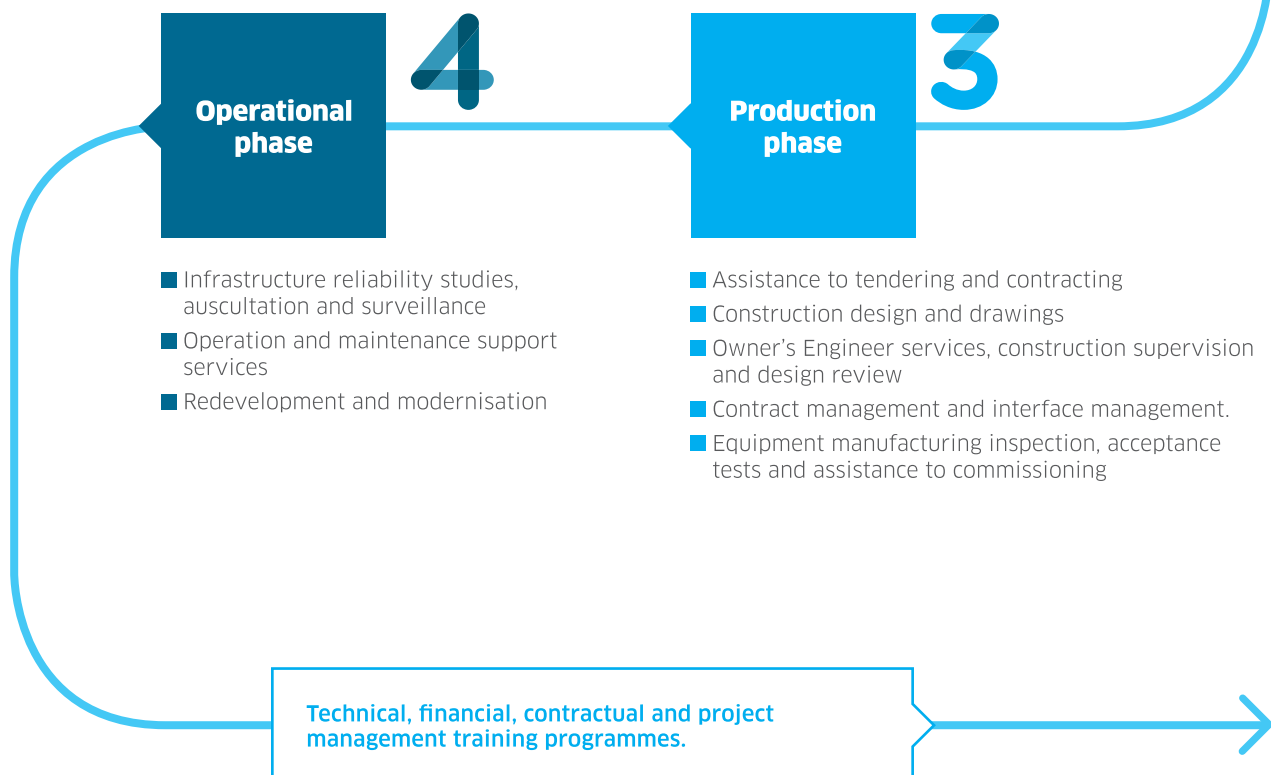 4
Operational
phase
Infrastructure reliability studies,
auscultation and surveillance
Operation and maintenance support
services
Redevelopment and modernisation
3
Production
phase
Assistance to tendering and contracting
Construction design and drawings
Owner’s Engineer services, construction supervision
and design review
Contract management and interface management.
Equipment manufacturing inspection, acceptance
tests and assistance to commissioning
Technical, financial, contractual and project
management training programmes.